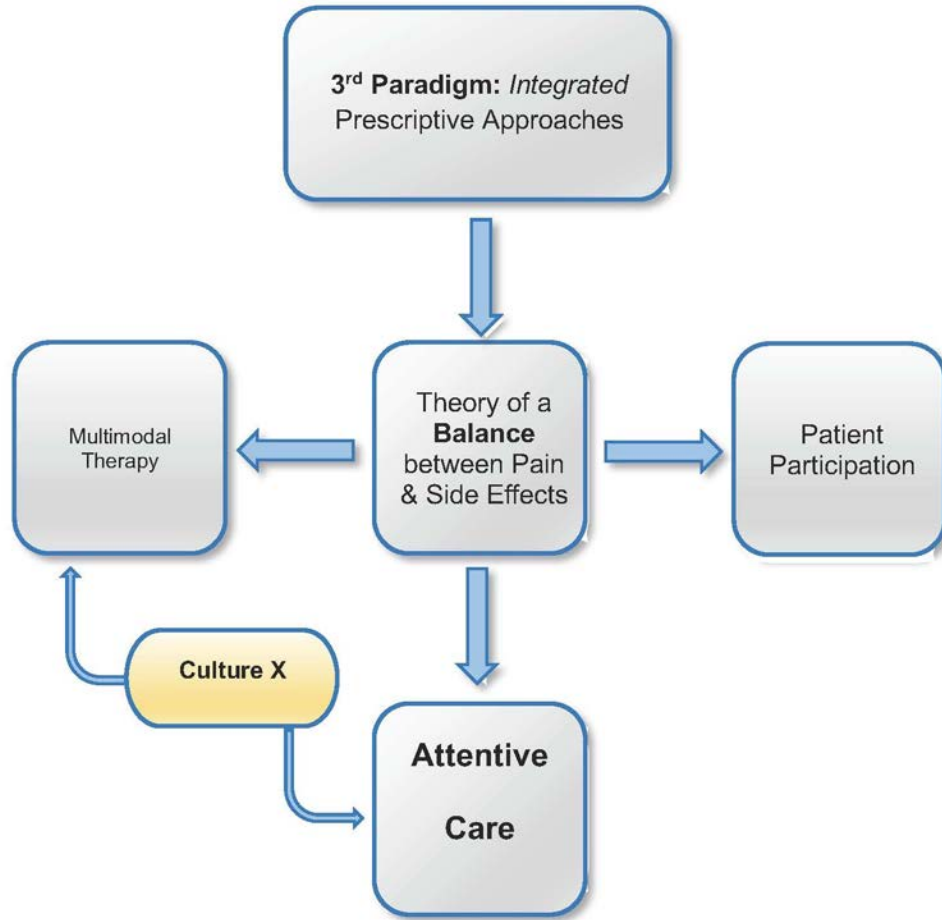 3rd Paradigm: Integrated
Prescriptive Approaches
Multimodal
Therapy
Theory of a
Balance
between Pain
& Side Effects
Patient
Participation
Culture X
Attentive
Care